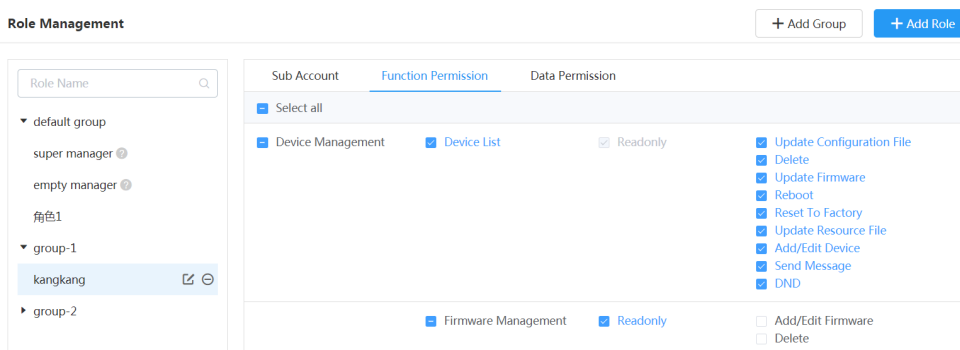 Role Management
+ Add Group
+ Add Role
Role Name
default group
super manager ?
empty manager ?
角色1
group-1
kangkang
group-2
Sub Account Function Permission Data Permission
Select all
Device Management Device List Readonly Update Configuration File
Delete
Update Firmware
Reboot
Reset To Factory
Update Resource File
Add/Edit Device
Send Message
DND
Firmware Management Readonly Add/Edit Firmware
Delete